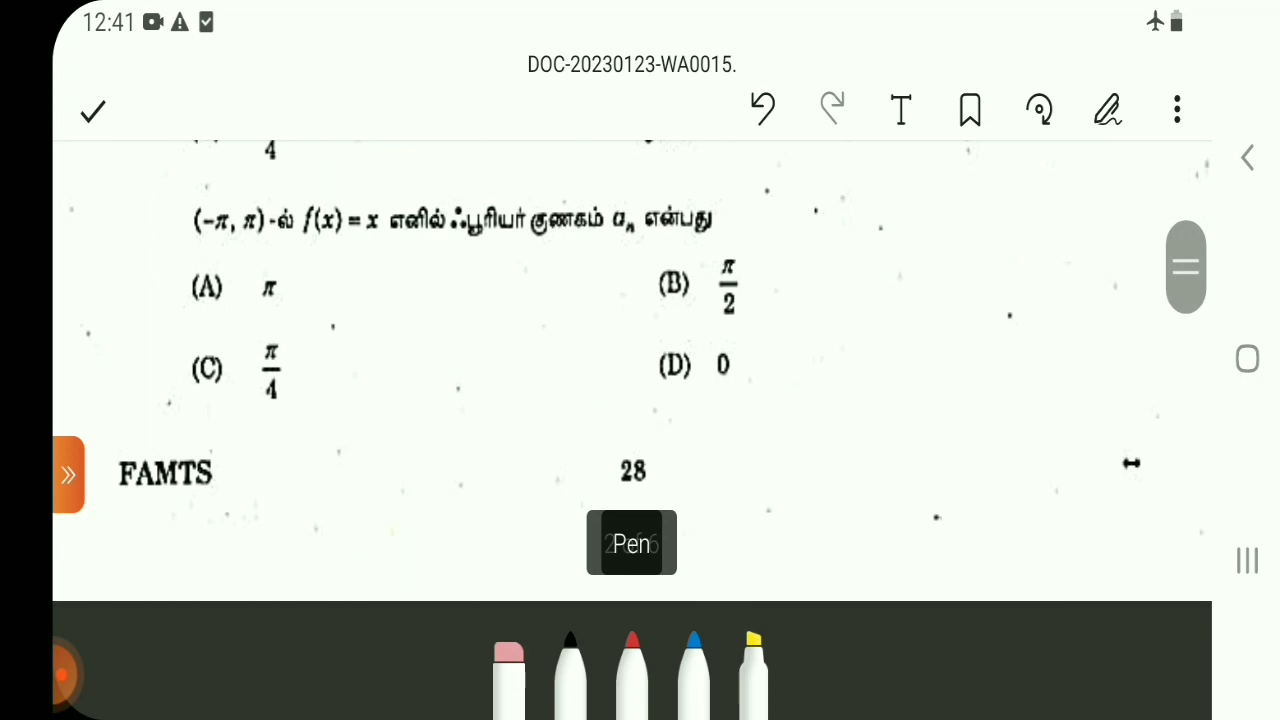 12:41
DOC-20230123-WA0015.
T
4
(-π, π)-ல் f(x) = x எனில் ஃபூரியர் குணகம் aₙ என்பது
(A) π (B) π/2
(C) π/4 (D) 0
FAMTS 28
Pen